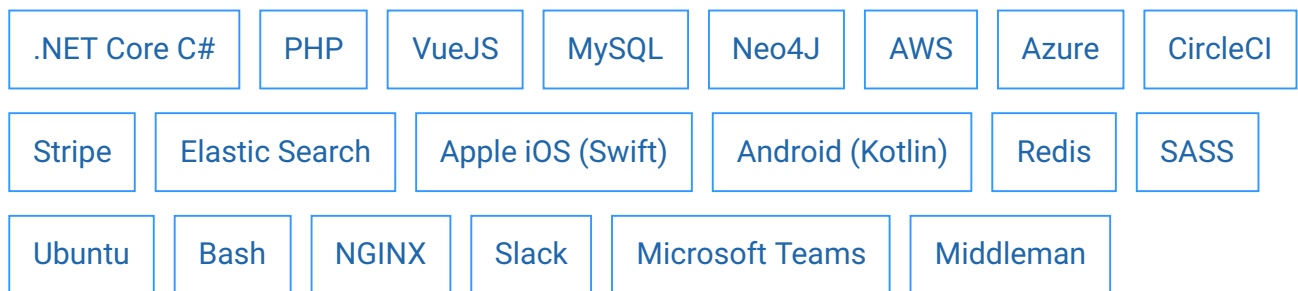 .NET Core C# PHP VueJS MySQL Neo4J AWS Azure CircleCI
Stripe Elastic Search Apple iOS (Swift) Android (Kotlin) Redis SASS
Ubuntu Bash NGINX Slack Microsoft Teams Middleman